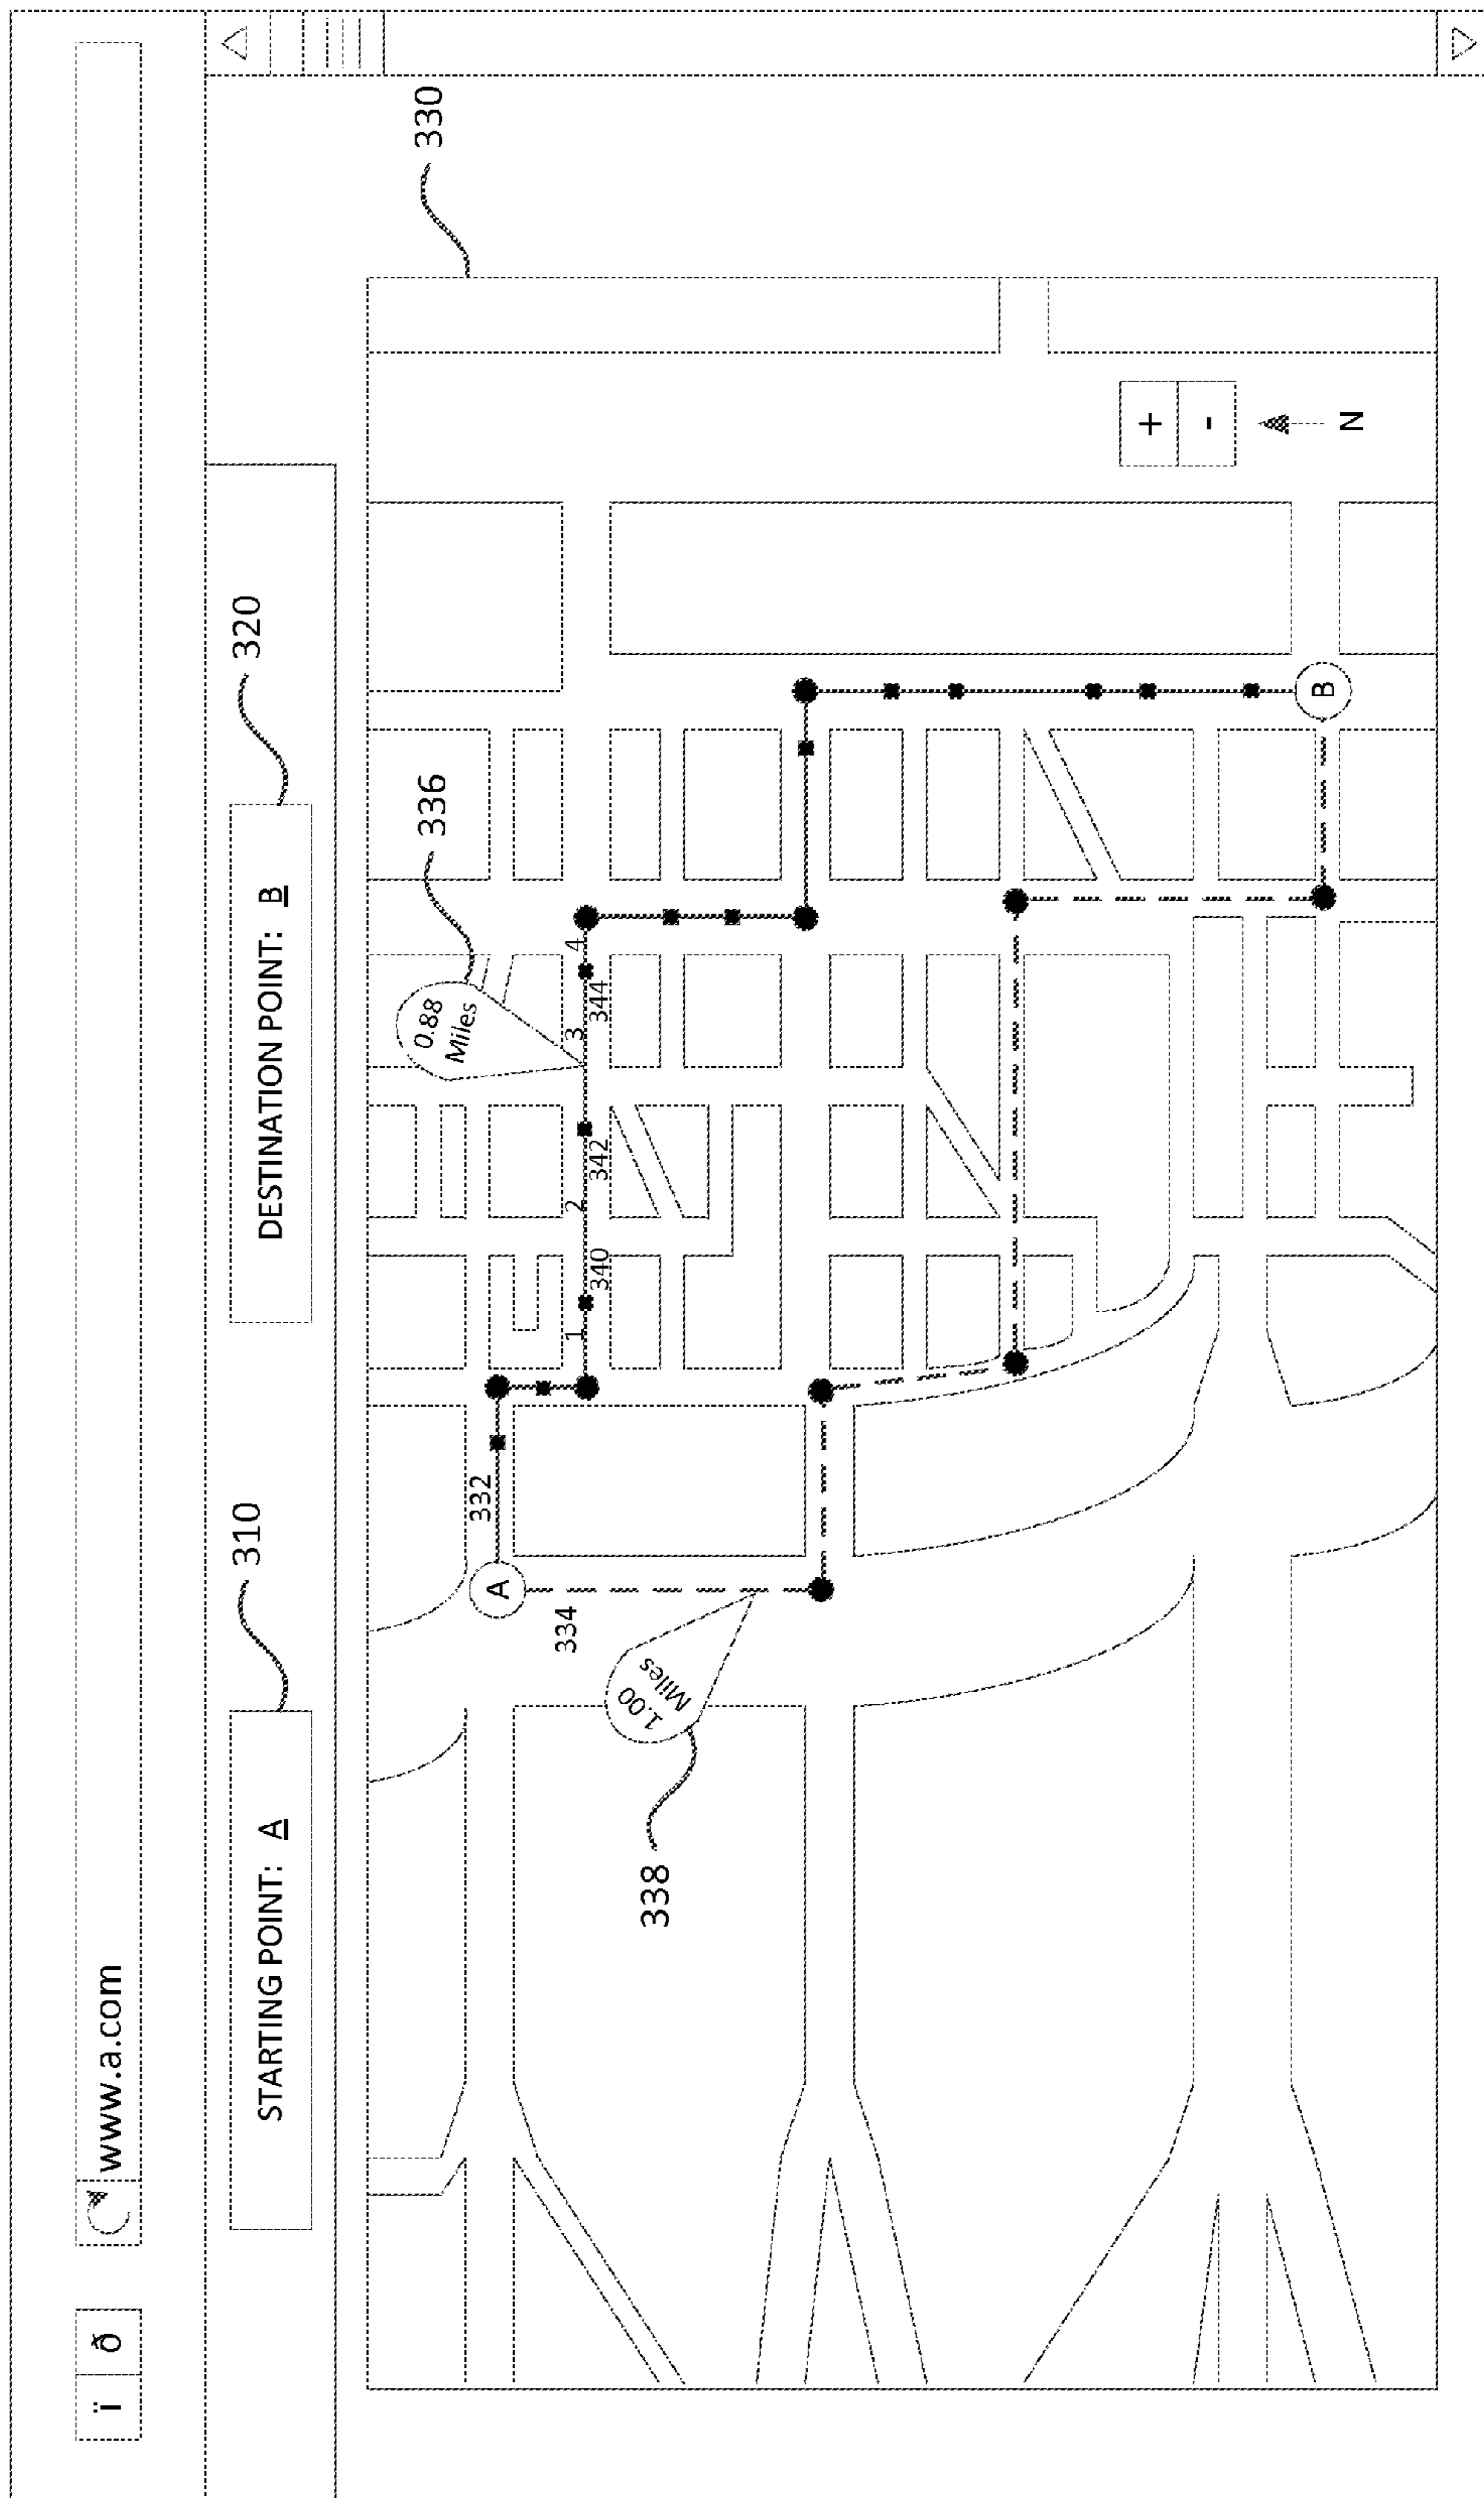 ï ð www.a.com
STARTING POINT: A
310
DESTINATION POINT: B
320
330
336
0.88
Miles
A
332
334
1
340
2
342
3
344
4
1.00
Miles
338
+
-
N
B